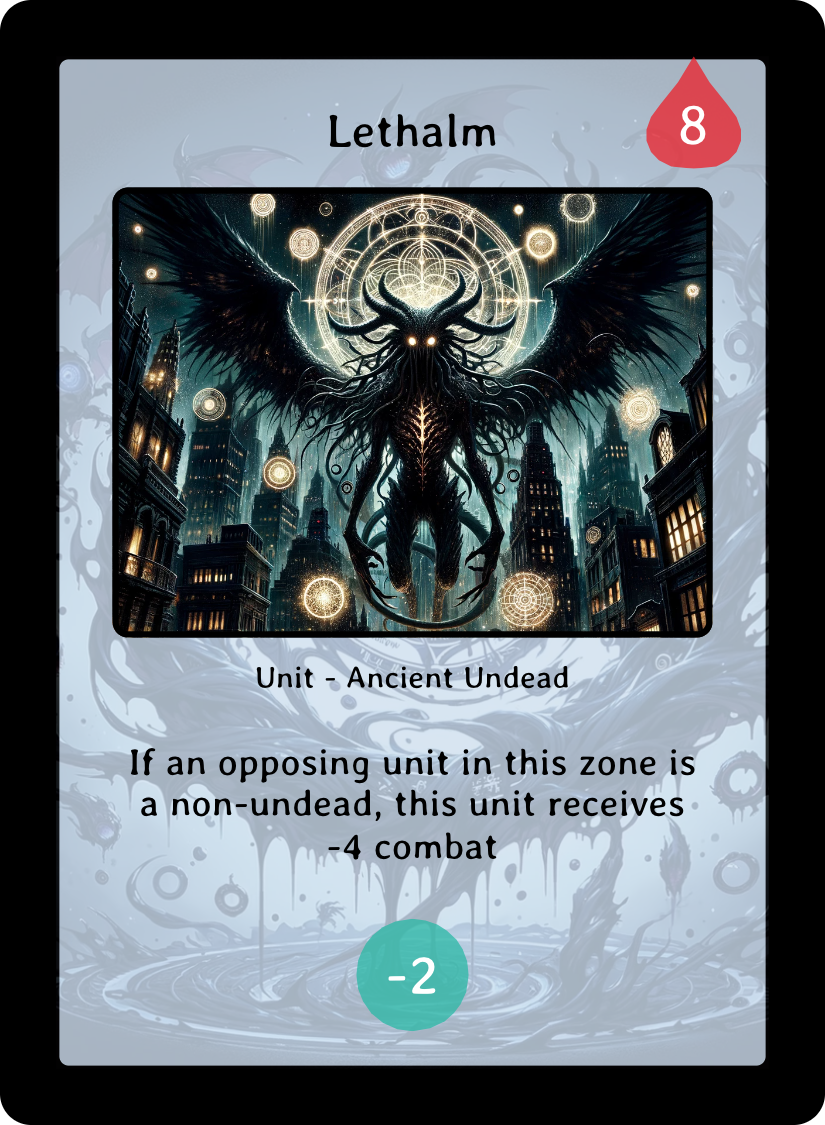 Lethalm
8
Unit - Ancient Undead
If an opposing unit in this zone is
a non-undead, this unit receives
-4 combat
-2